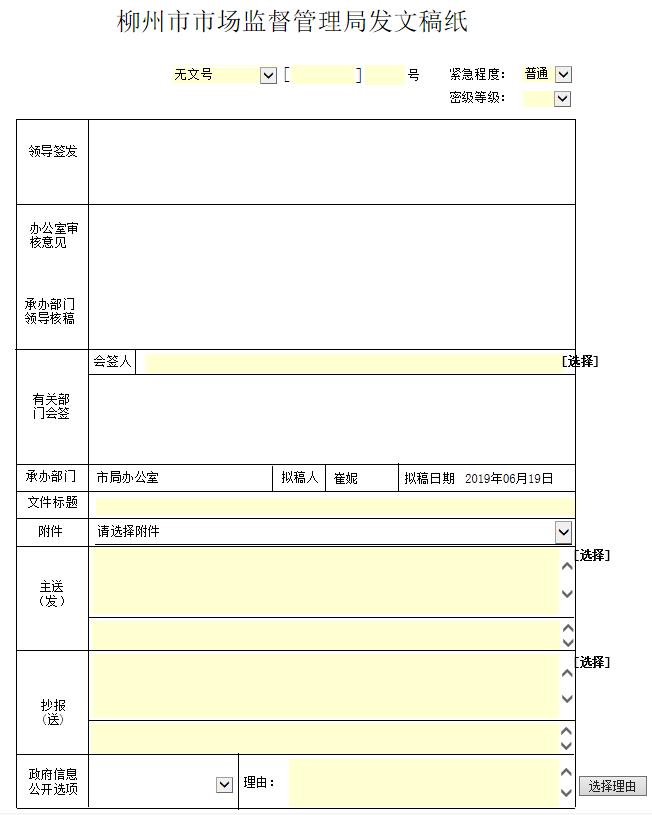 柳州市市场监督管理局发文稿纸
无文号 [ ] 号 紧急程度: 普通
密级等级:
领导签发
办公室审
核意见
承办部门
领导核稿
会签人 [选择]
有关部
门会签
承办部门 市局办公室 拟稿人 崔妮 拟稿日期 2019年06月19日
文件标题
附件 请选择附件
[选择]
主送
(发)
[选择]
抄报
(送)
政府信息
公开选项
理由:
选择理由